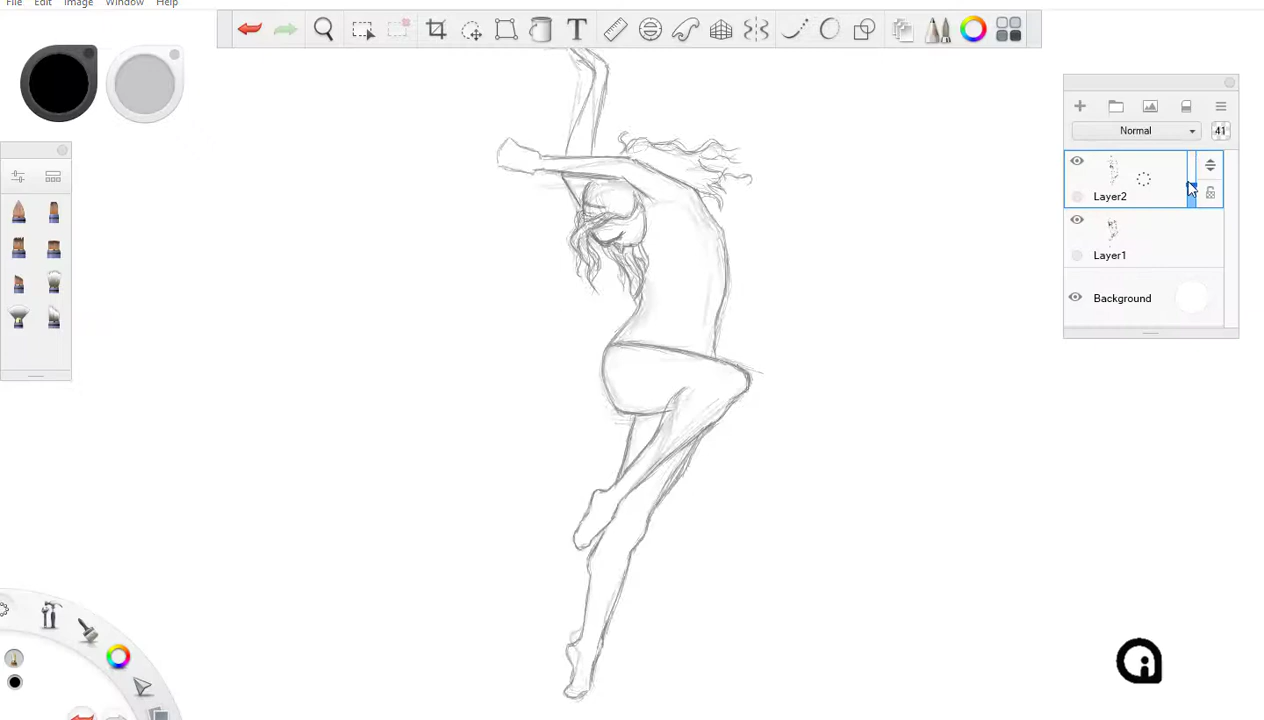 File Edit Image Window Help
T
Normal 41
Layer2
Layer1
Background